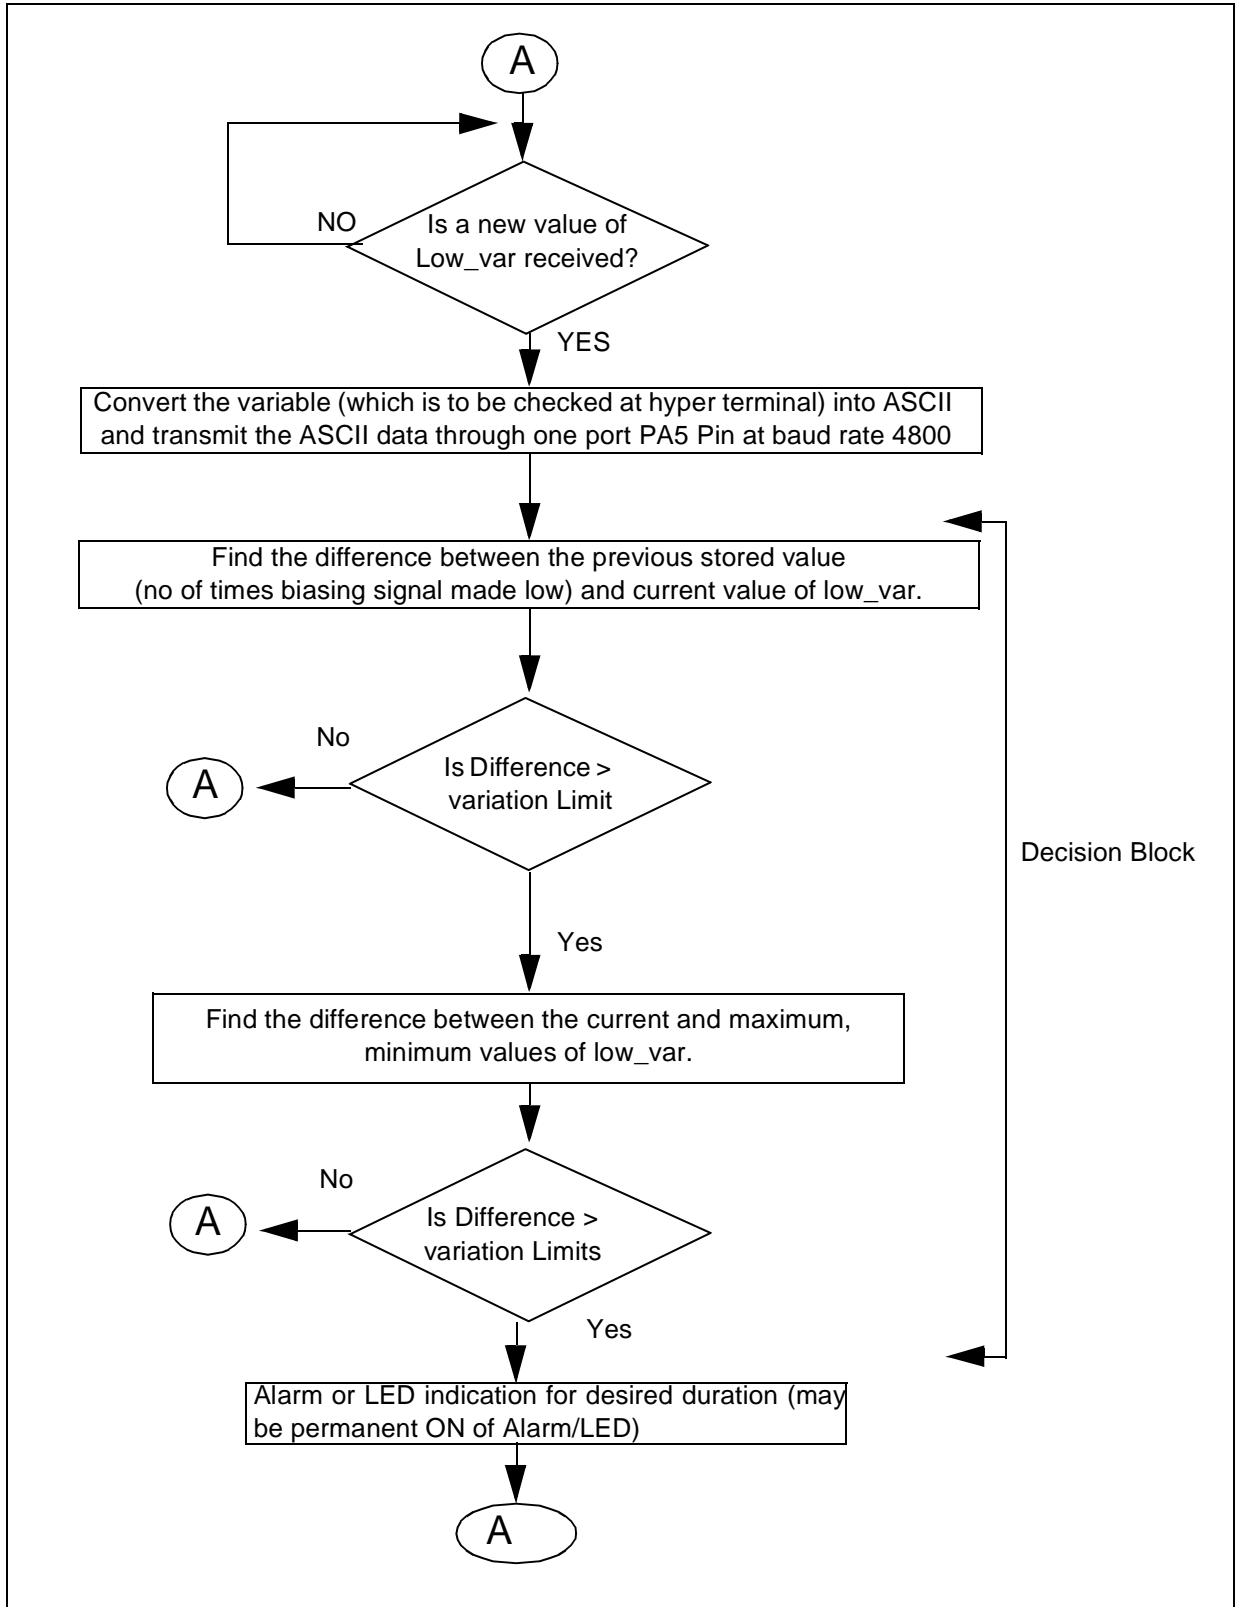 A
NO
Is a new value of
Low_var received?
YES
Convert the variable (which is to be checked at hyper terminal) into ASCII
and transmit the ASCII data through one port PA5 Pin at baud rate 4800
Find the difference between the previous stored value
(no of times biasing signal made low) and current value of low_var.
No
A
Is Difference >
variation Limit
Decision Block
Yes
Find the difference between the current and maximum,
minimum values of low_var.
No
A
Is Difference >
variation Limits
Yes
Alarm or LED indication for desired duration (may
be permanent ON of Alarm/LED)
A